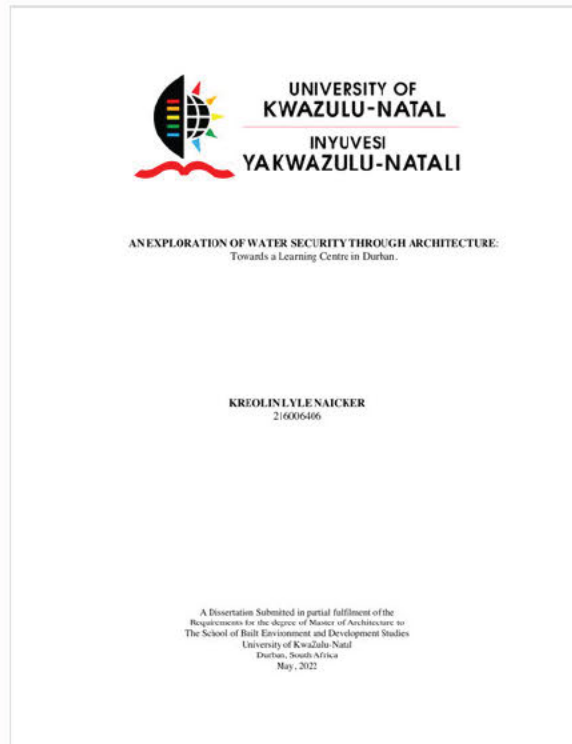 UNIVERSITY OF
KWAZULU-NATAL
INYUVESI
YAKWAZULU-NATALI
AN EXPLORATION OF WATER SECURITY THROUGH ARCHITECTURE:
Towards a Learning Centre in Durban.
KREOLIN LYLE NAICKER
216006406
A Dissertation Submitted in partial fulfilment of the
Requirements for the degree of Master of Architecture to
The School of Built Environment and Development Studies
University of KwaZulu-Natal
Durban, South Africa
May, 2022